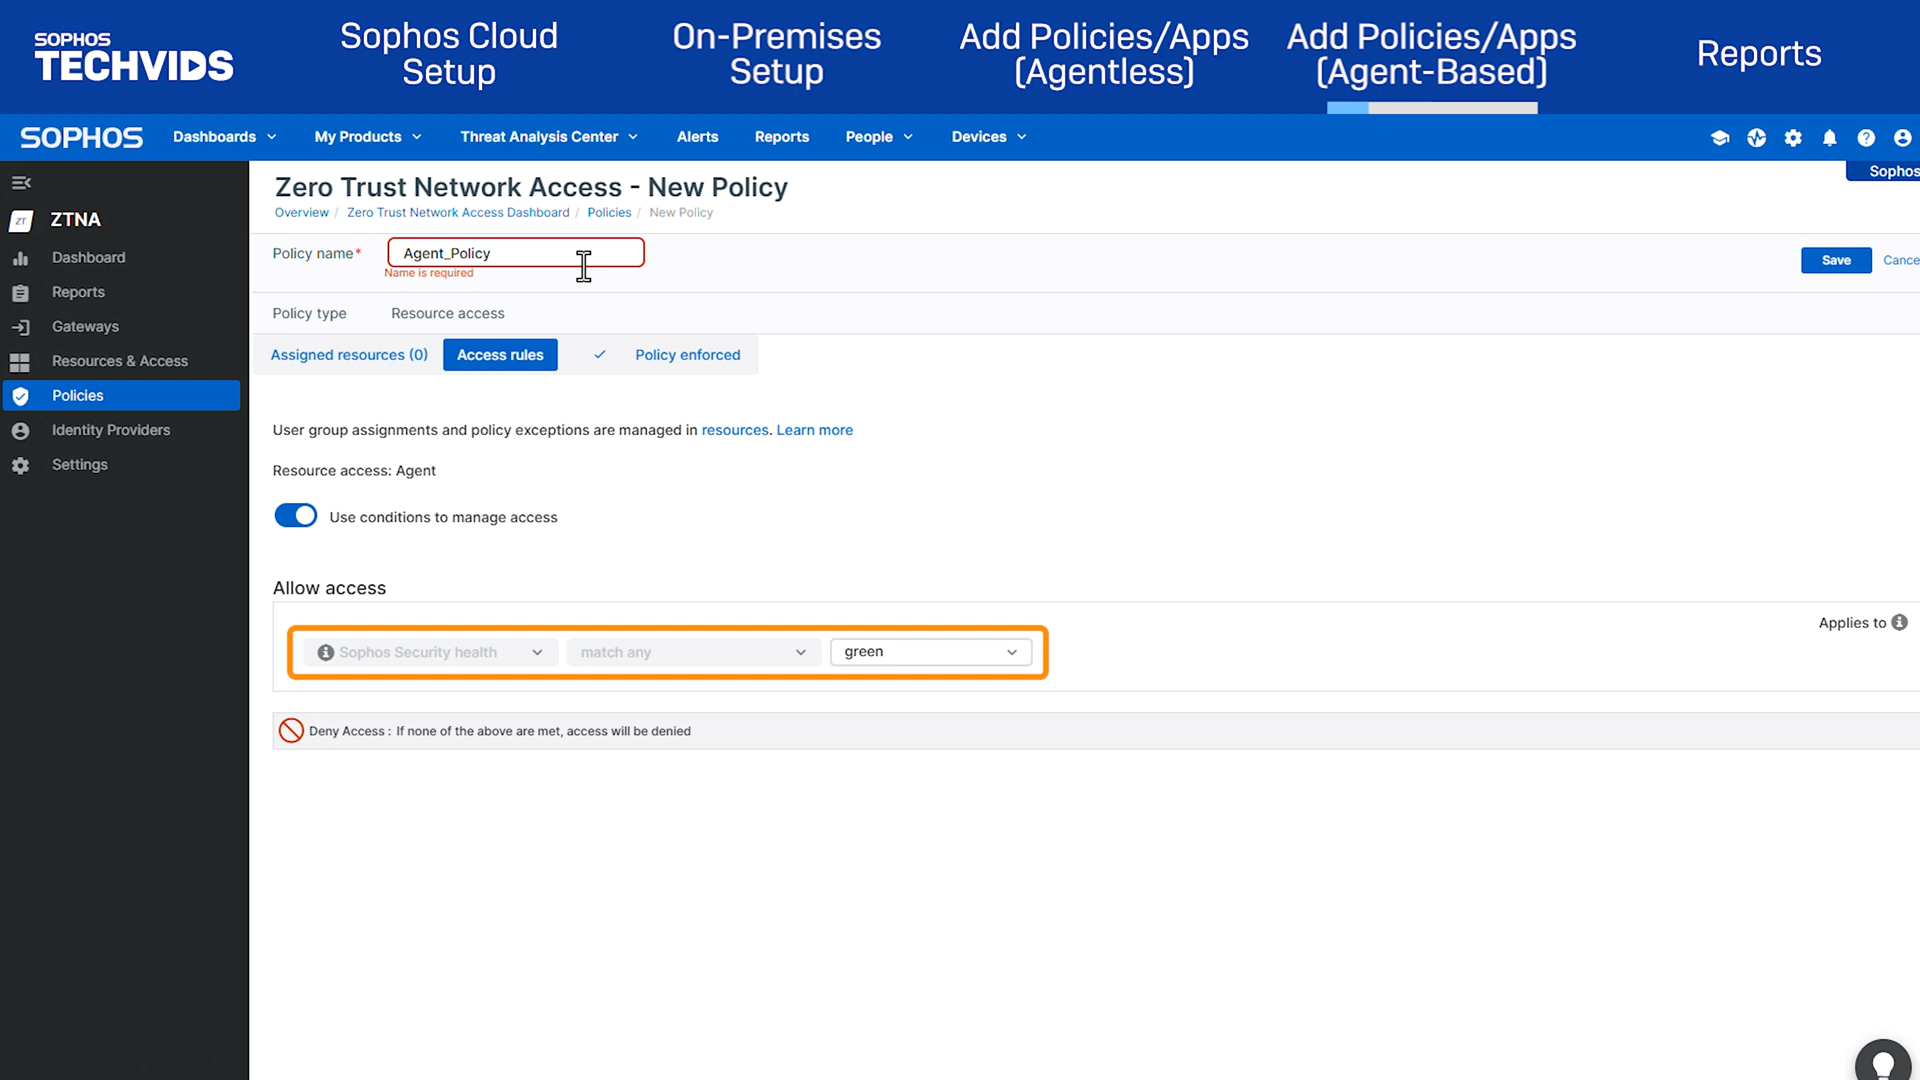 SOPHOS
TECHVIDS
Sophos Cloud
Setup
On-Premises
Setup
Add Policies/Apps
(Agentless)
Add Policies/Apps
(Agent-Based)
Reports
SOPHOS
Dashboards
My Products
Threat Analysis Center
Alerts
Reports
People
Devices
Sophos
ZT
ZTNA
Dashboard
Reports
Gateways
Resources & Access
Policies
Identity Providers
Settings
Zero Trust Network Access - New Policy
Overview / Zero Trust Network Access Dashboard / Policies / New Policy
Policy name* Agent_Policy
Name is required
Save
Cance
Policy type Resource access
Assigned resources (0) Access rules Policy enforced
User group assignments and policy exceptions are managed in resources. Learn more
Resource access: Agent
Use conditions to manage access
Allow access
Applies to
Sophos Security health match any green
Deny Access : If none of the above are met, access will be denied